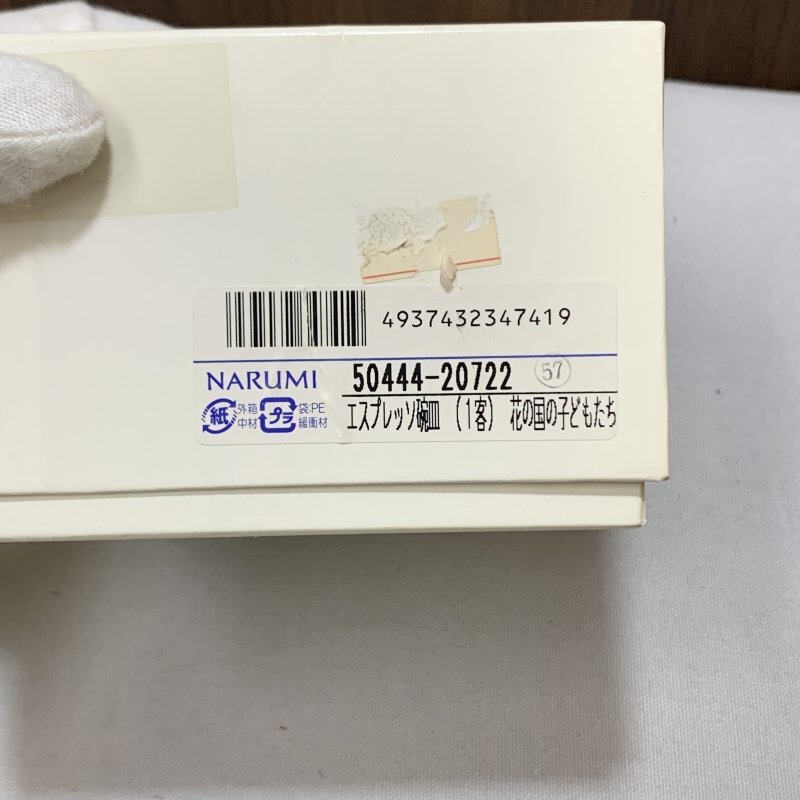 4937432347419
NARUMI 50444-20722 57
紙 外箱 中材 プラ 袋:PE 緩衝材
エスプレッソ碗皿 (1客) 花の国の子どもたち